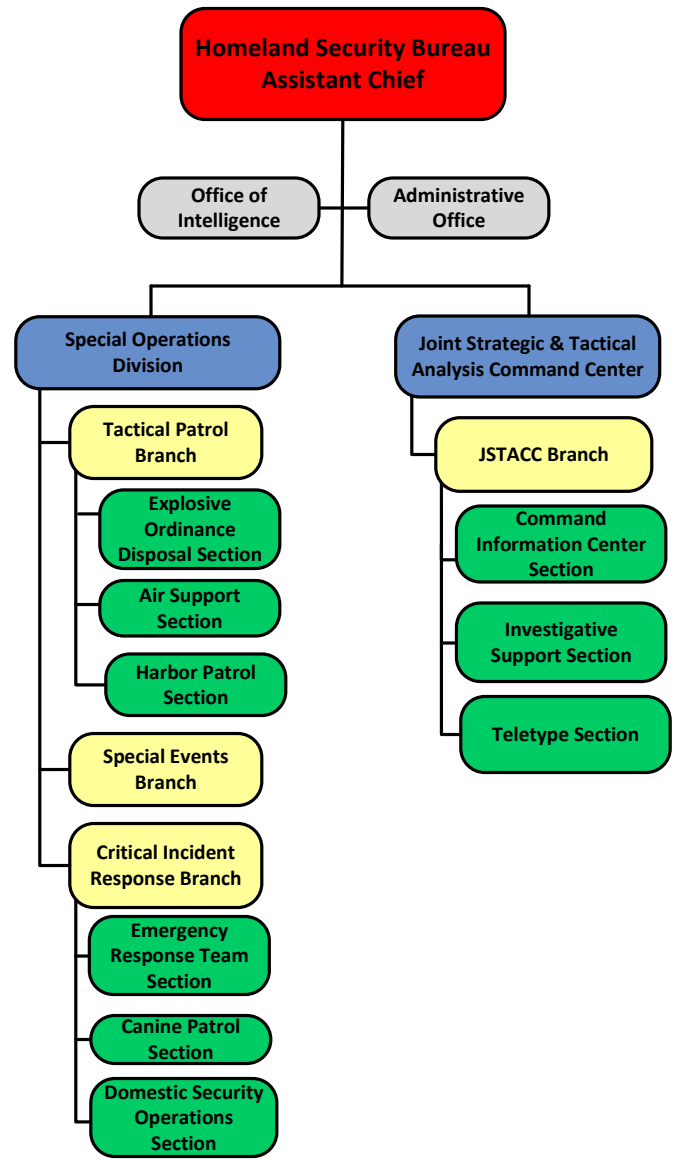 Homeland Security Bureau
Assistant Chief
Office of
Intelligence
Administrative
Office
Special Operations
Division
Tactical Patrol
Branch
Explosive
Ordinance
Disposal Section
Air Support
Section
Harbor Patrol
Section
Special Events
Branch
Critical Incident
Response Branch
Emergency
Response Team
Section
Canine Patrol
Section
Domestic Security
Operations
Section
Joint Strategic & Tactical
Analysis Command Center
JSTACC Branch
Command
Information Center
Section
Investigative
Support Section
Teletype Section